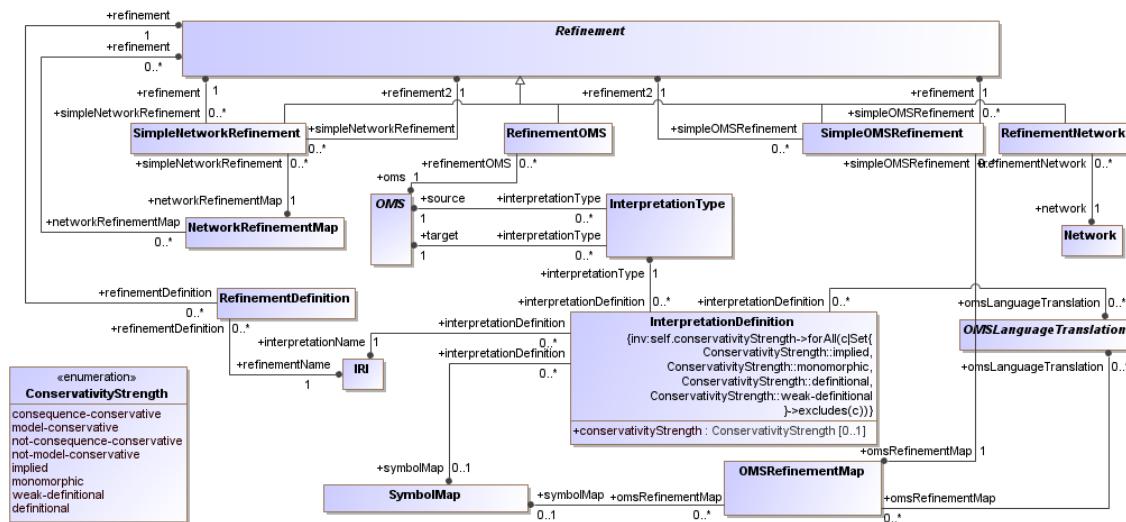 +refinement
1
Refinement
+refinement
0..*
+refinement
1
+refinement2
1
+refinement2
1
+refinement
1
+simpleNetworkRefinement
0..*
+simpleOMSRefinement
0..*
SimpleNetworkRefinement
+simpleNetworkRefinement
0..*
RefinementOMS
+simpleOMSRefinement
0..*
SimpleOMSRefinement
RefinementNetwork
+simpleNetworkRefinement
0..*
+refinementOMS
0..*
+simpleOMSRefinement
0..*
+refinementNetwork
0..*
+oms
1
OMS
+source
1
+interpretationType
0..*
InterpretationType
+networkRefinementMap
1
+networkRefinementMap
0..*
NetworkRefinementMap
+target
1
+interpretationType
0..*
+network
1
Network
+interpretationType
1
+refinementDefinition
0..*
RefinementDefinition
+interpretationDefinition
0..*
+interpretationDefinition
0..*
+omsLanguageTranslation
0..*
+refinementDefinition
0..*
+interpretationDefinition
0..*
+interpretationName
1
+refinementName
1
IRI
+interpretationDefinition
0..*
InterpretationDefinition
{inv:self.conservativityStrength->forAll(c|Set{
ConservativityStrength::implied,
ConservativityStrength::monomorphic,
ConservativityStrength::definitional,
ConservativityStrength::weak-definitional
}->excludes(c))}
+conservativityStrength : ConservativityStrength [0..1]
OMSLanguageTranslation
+omsLanguageTranslation
0..*
«enumeration»
ConservativityStrength
consequence-conservative
model-conservative
not-consequence-conservative
not-model-conservative
implied
monomorphic
weak-definitional
definitional
+symbolMap
0..1
SymbolMap
+symbolMap
0..1
+omsRefinementMap
0..*
OMSRefinementMap
+omsRefinementMap
1
+omsRefinementMap
0..*